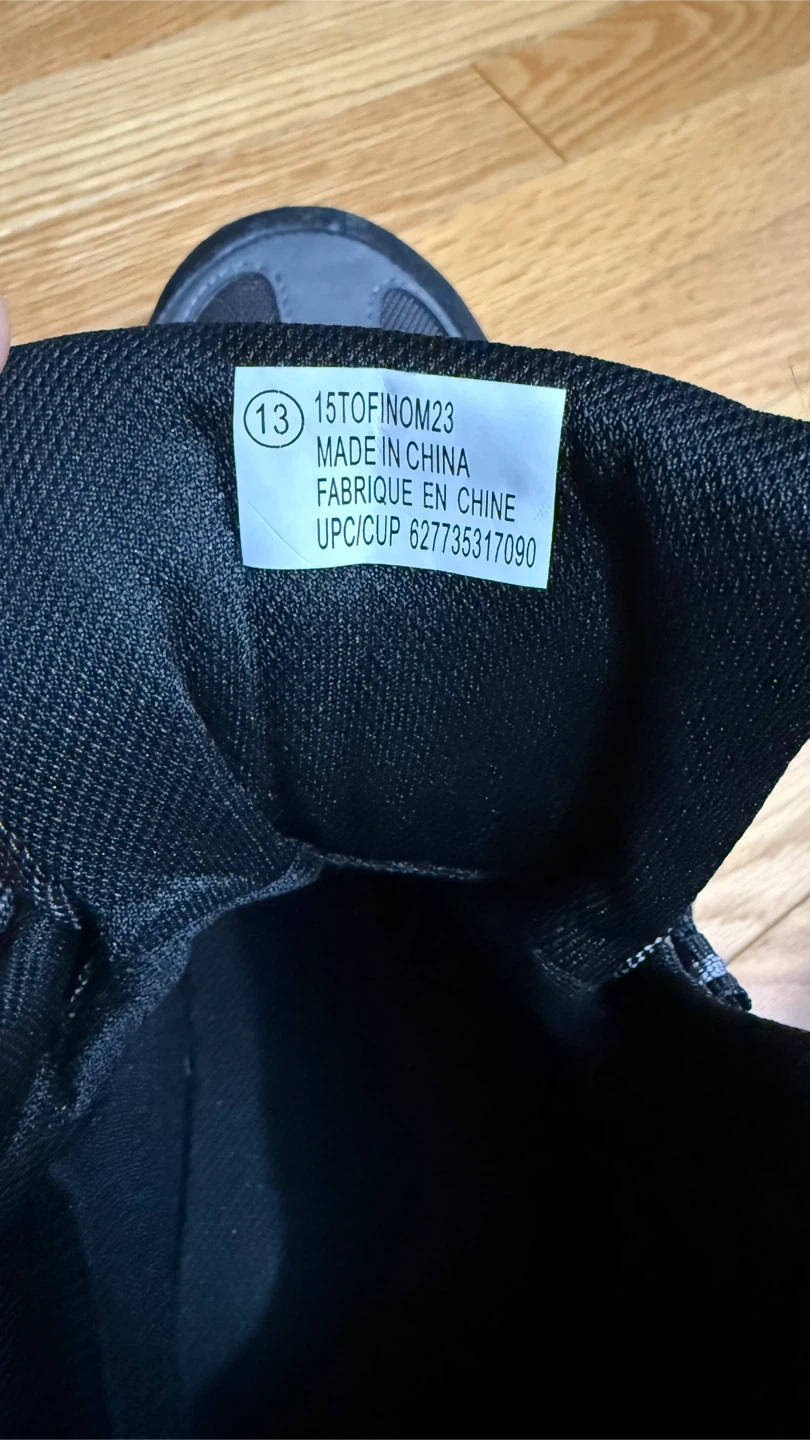 13 15TOFINOM23
MADE IN CHINA
FABRIQUE EN CHINE
UPC/CUP 627735317090